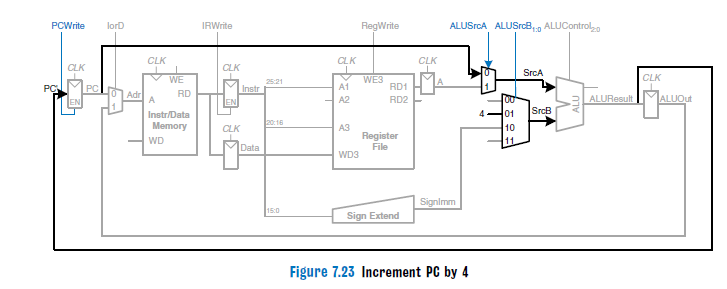 PCWrite IorD IRWrite RegWrite ALUSrcA ALUSrcB1:0 ALUControl2:0
CLK CLK CLK CLK CLK CLK
PC' PC EN
0 1 Adr
A WE RD
Instr/Data
Memory
WD
EN Instr
CLK
Data
25:21
20:16
15:0
A1 WE3 RD1
A2 RD2
A3
Register
File
WD3
A
0 1 SrcA
4
00
01
10
11
SrcB
ALU
ALUResult ALUOut
Sign Extend SignImm
Figure 7.23 Increment PC by 4